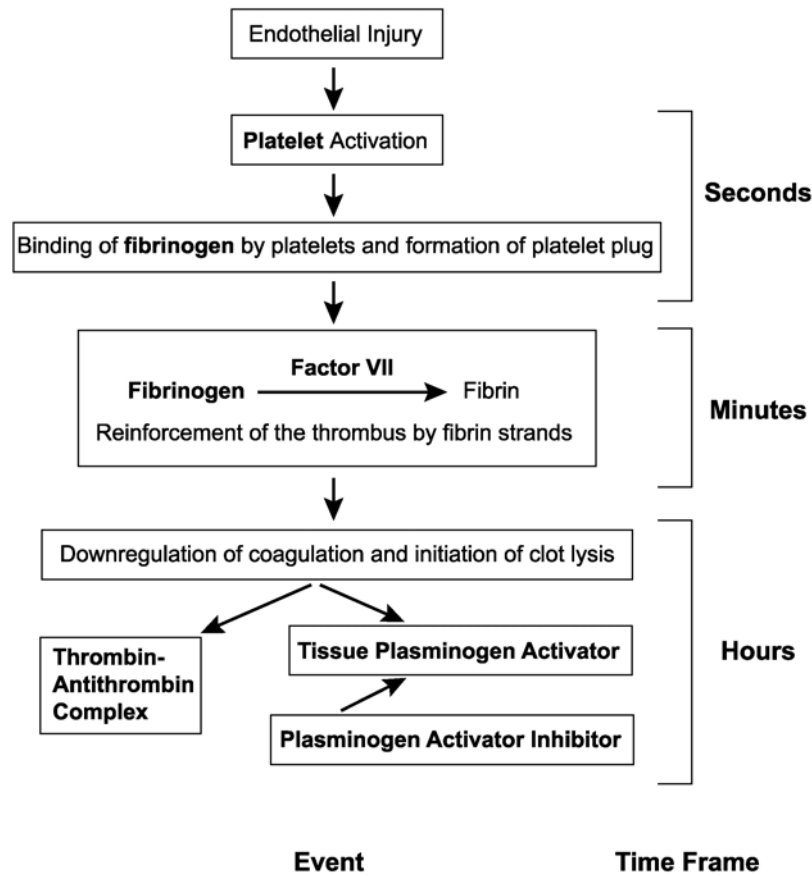 Endothelial Injury
Platelet Activation
Seconds
Binding of fibrinogen by platelets and formation of platelet plug
Factor VII
Fibrinogen Fibrin
Reinforcement of the thrombus by fibrin strands
Minutes
Downregulation of coagulation and initiation of clot lysis
Thrombin-
Antithrombin
Complex
Tissue Plasminogen Activator
Plasminogen Activator Inhibitor
Hours
Event
Time Frame